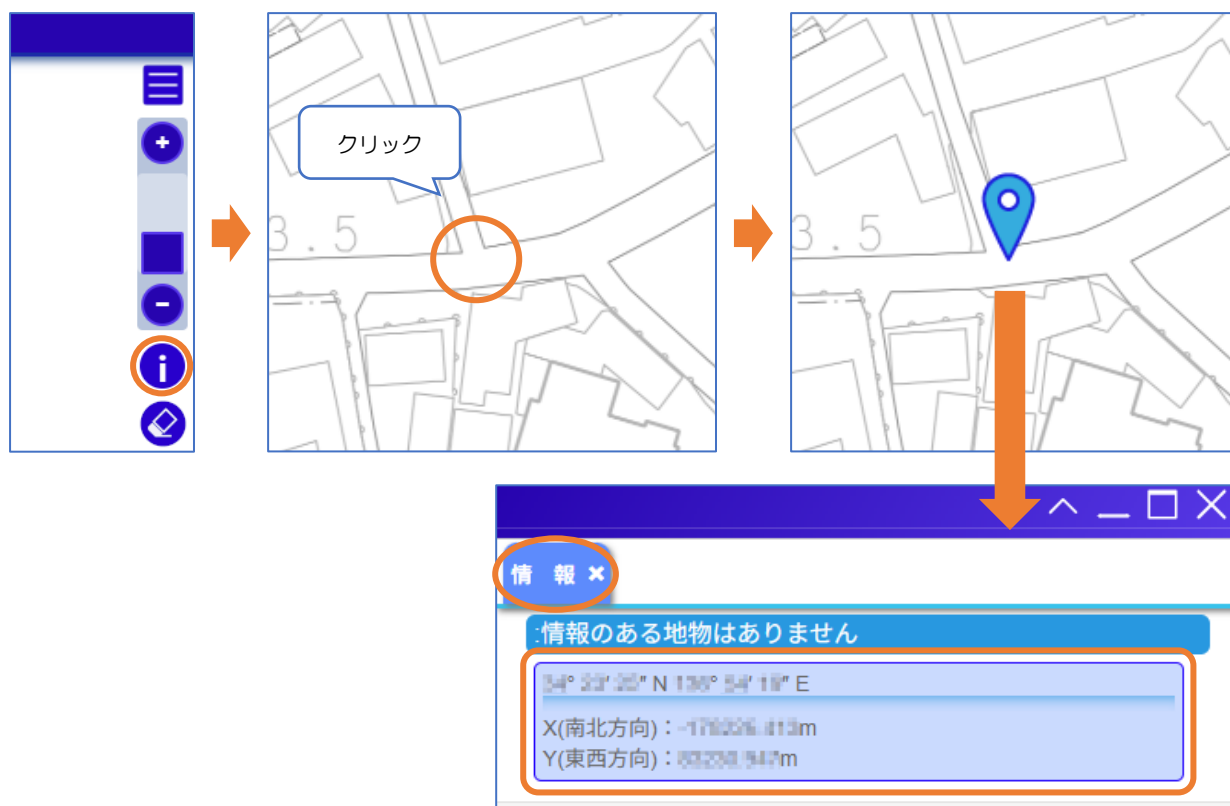 クリック
3.5
3.5
情 報 ×
:情報のある地物はありません
° ' " N ° ' " E
X(南北方向)： m
Y(東西方向)： m